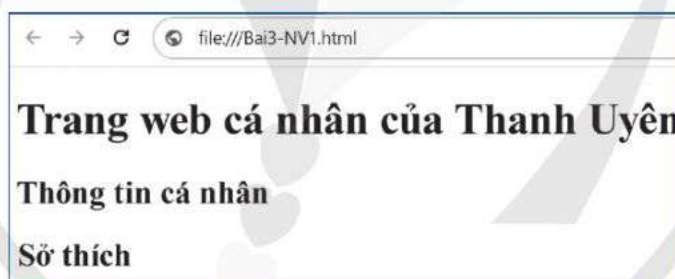 file:///Bai3-NV1.html
Trang web cá nhân của Thanh Uyên
Thông tin cá nhân
Sở thích